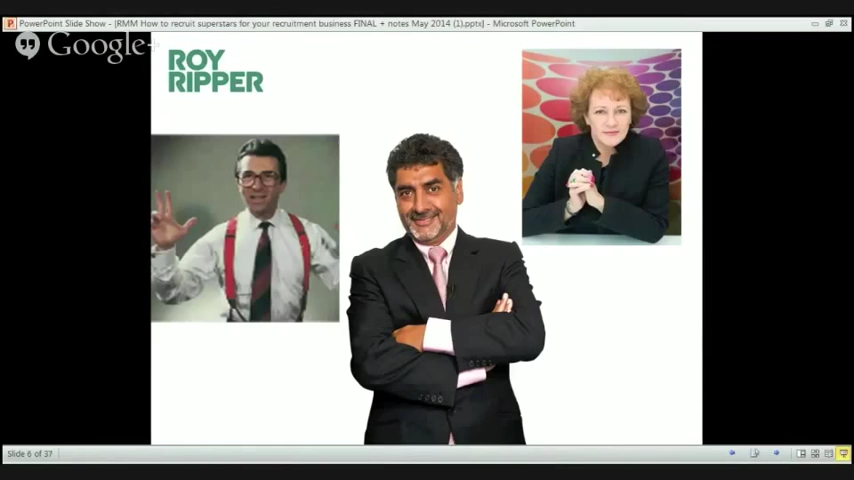 PowerPoint Slide Show - [RMM How to recruit superstars for your recruitment business FINAL + notes May 2014 (1).pptx] - Microsoft PowerPoint
Google+
ROY
RIPPER
Slide 6 of 37